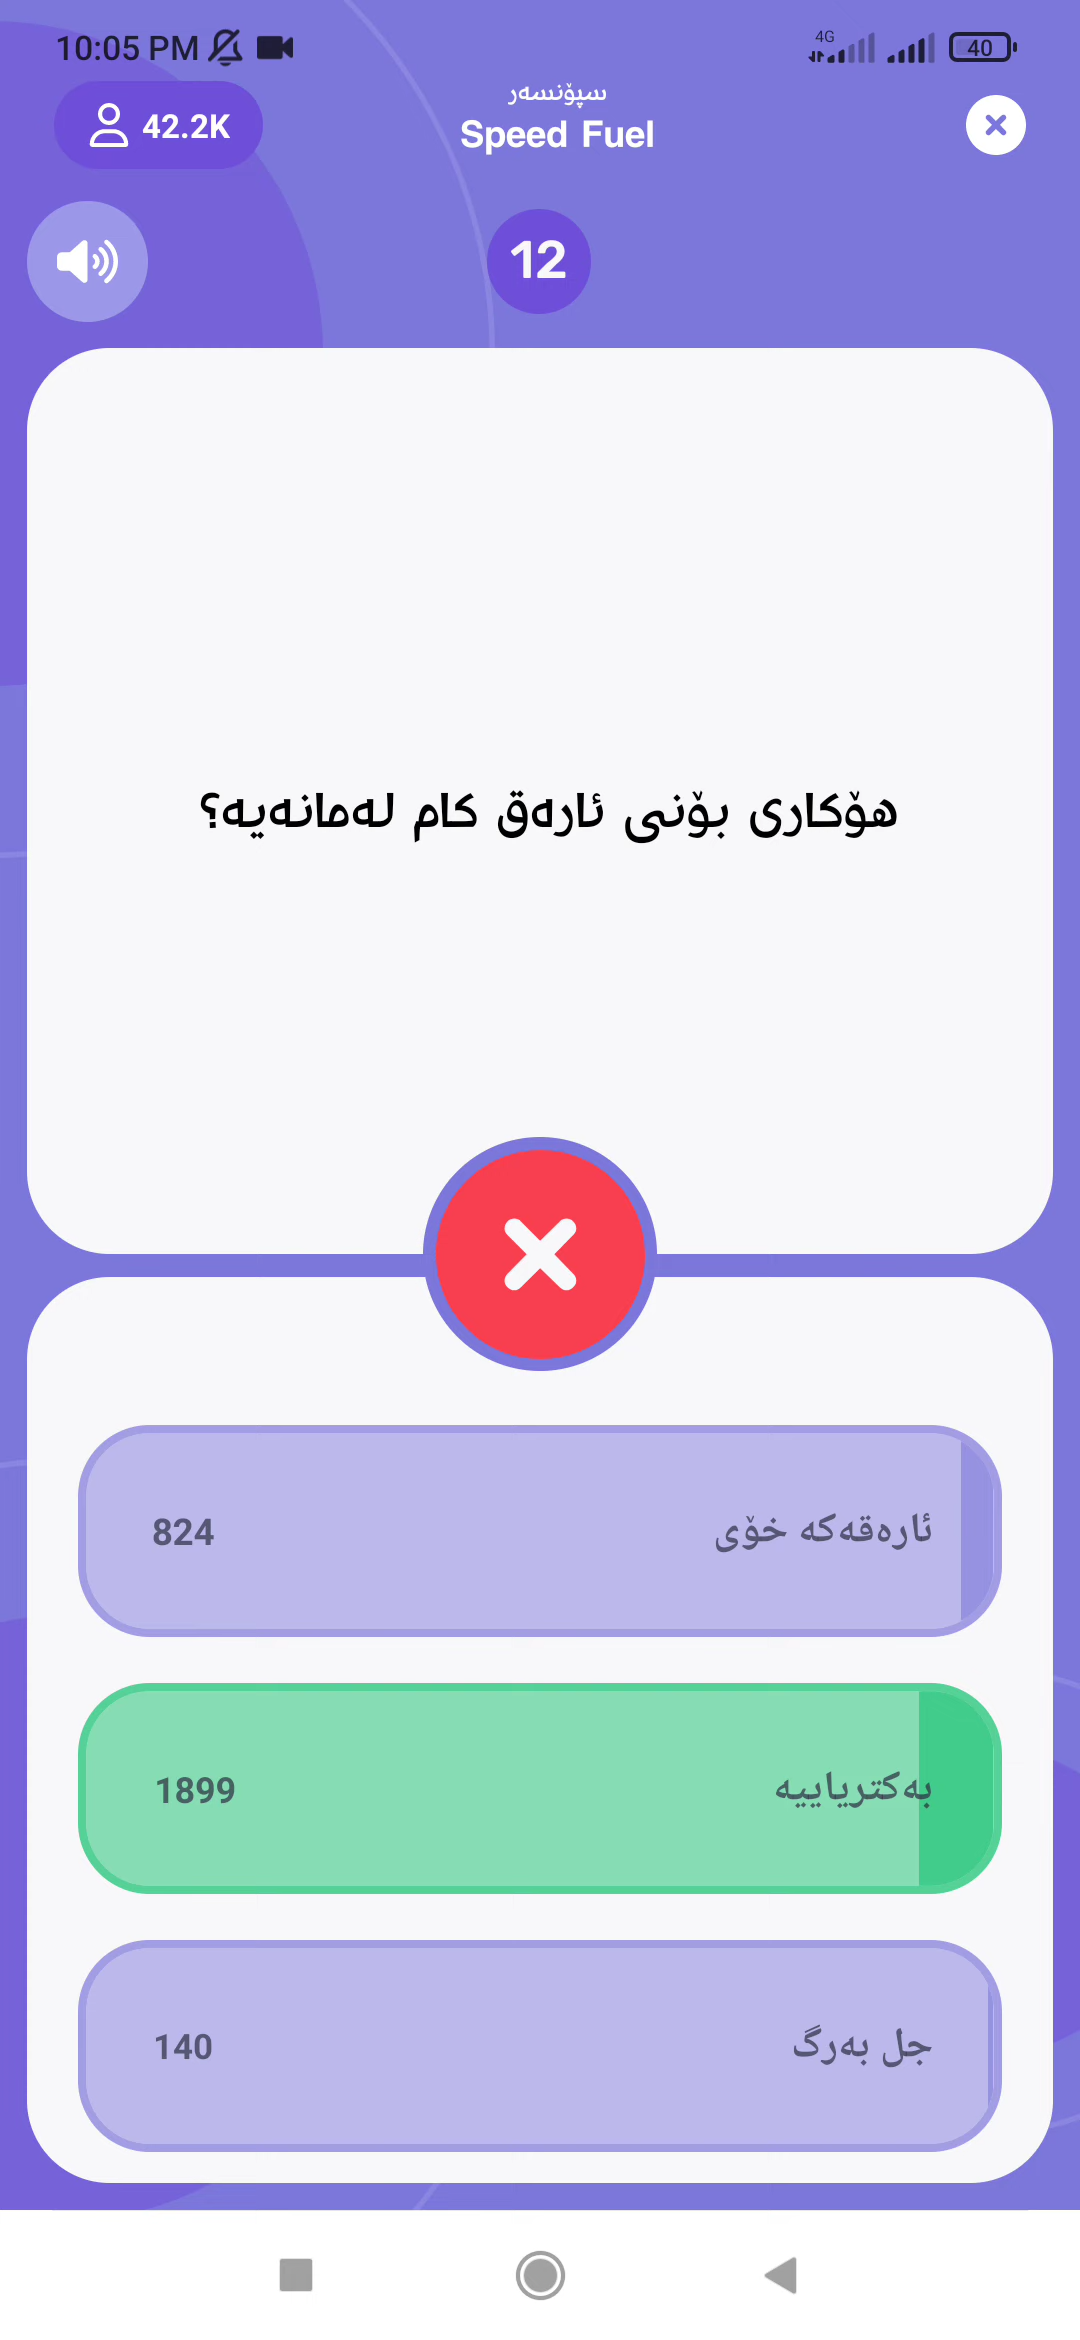 10:05 PM
4G
40
42.2K
سپۆنسەر
Speed Fuel
12
هۆکاری بۆنی ئارەق کام لەمانەیە؟
ئارەقەکە خۆی
824
بەکتریاییە
1899
جل بەرگ
140